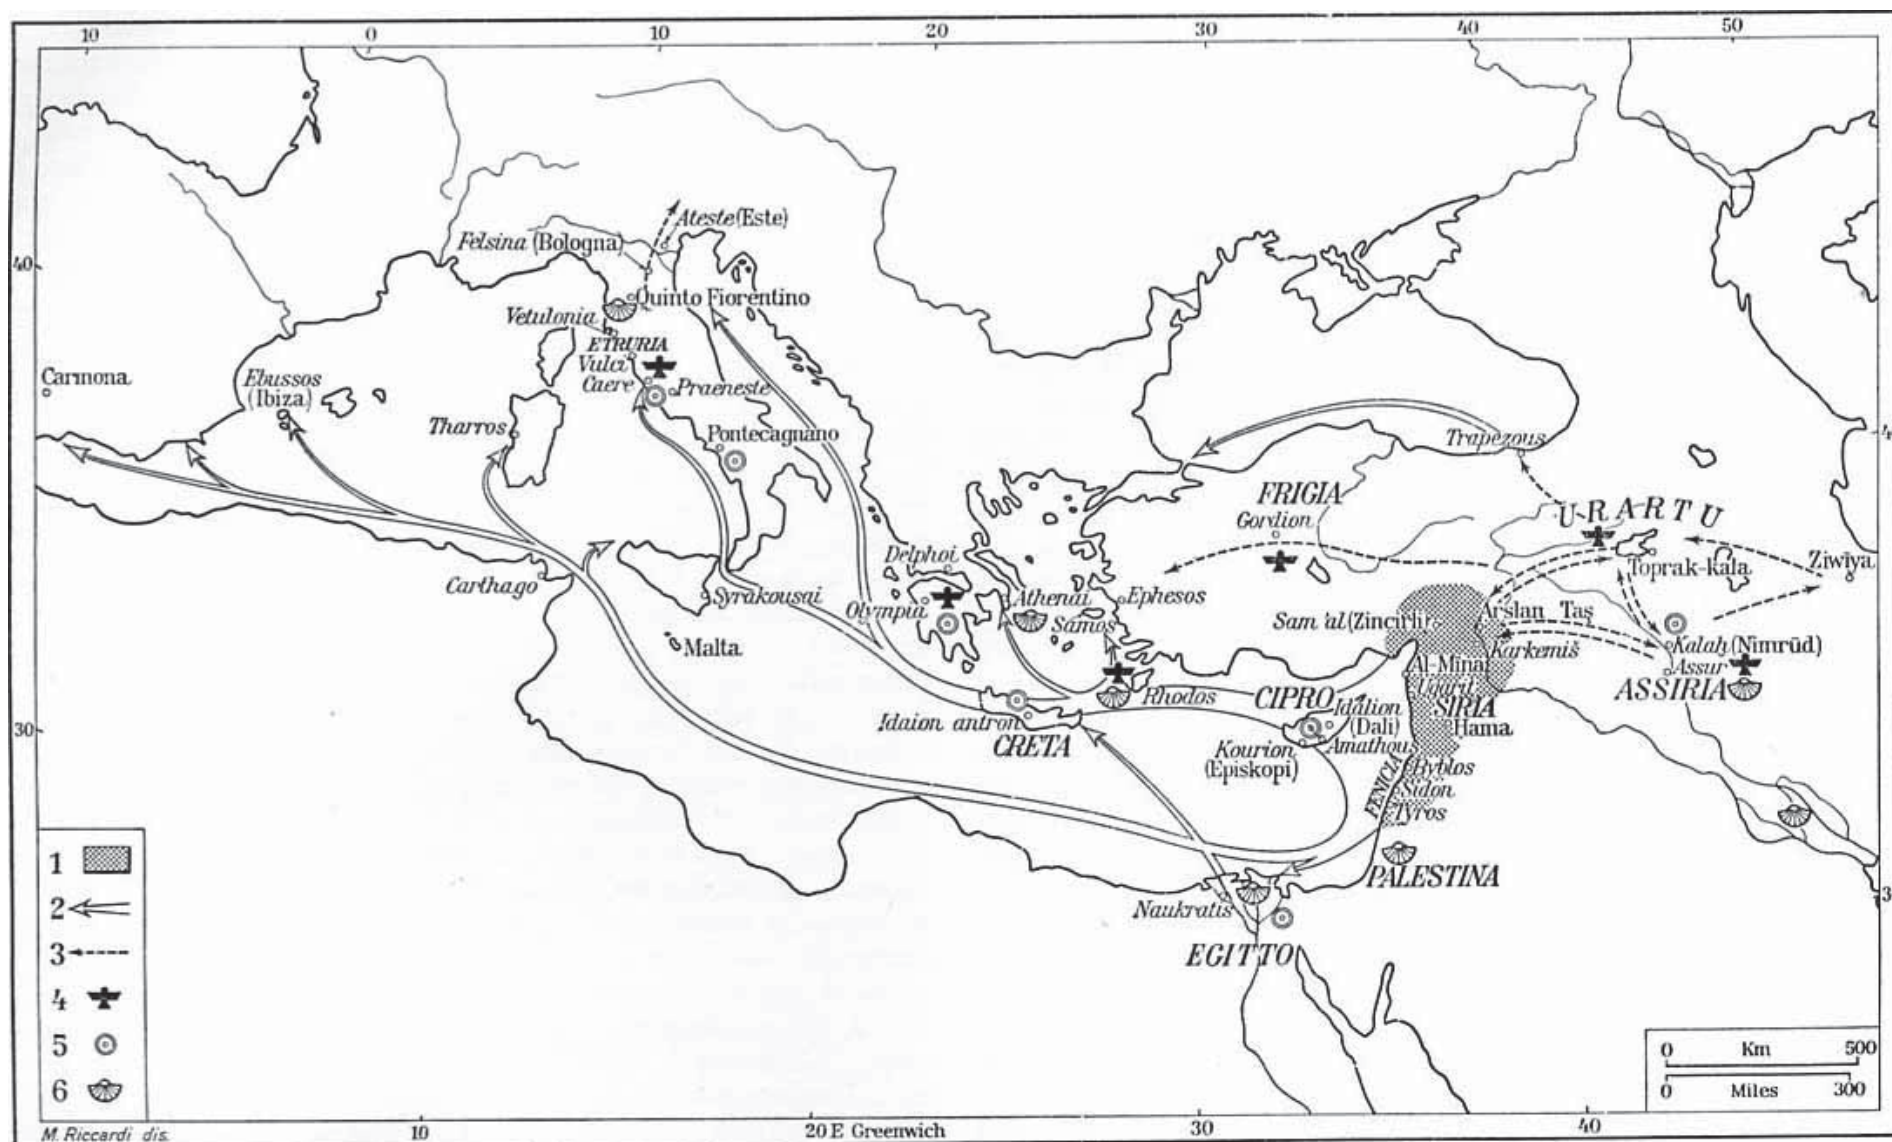 10 0 10 20 30 40 50
Ateste (Este)
Felsina (Bologna)
40
Quinto Fiorentino
Vetulonia
ETRURIA
Vulci
Carmona
Ebussos
(Ibiza)
Caere
Praeneste
Tharros
Pontecagnano
Trapezous
FRIGIA
Gordion
URARTU
Delphoi
Toprak-kala
Ziwiya
Carthago
Syrakousai
Olympia
Athenai
Ephesos
Samos
Sam'al (Zincirli)
Arslan Taş
Malta
Karkemiš
Kalah (Nimrūd)
Al-Mina
Assur
Ugarit
ASSIRIA
Rhodos
CIPRO
Idalion
(Dali)
SIRIA
Hama
30
Idaion antron
CRETA
Kourion
(Episkopi)
Amathous
Byblos
FENICIA
Sidon
Tyros
PALESTINA
Naukratis
EGITTO
1
2
3
4
5
6
0 Km 500
0 Miles 300
M. Riccardi dis.
10 20 E Greenwich 30 40